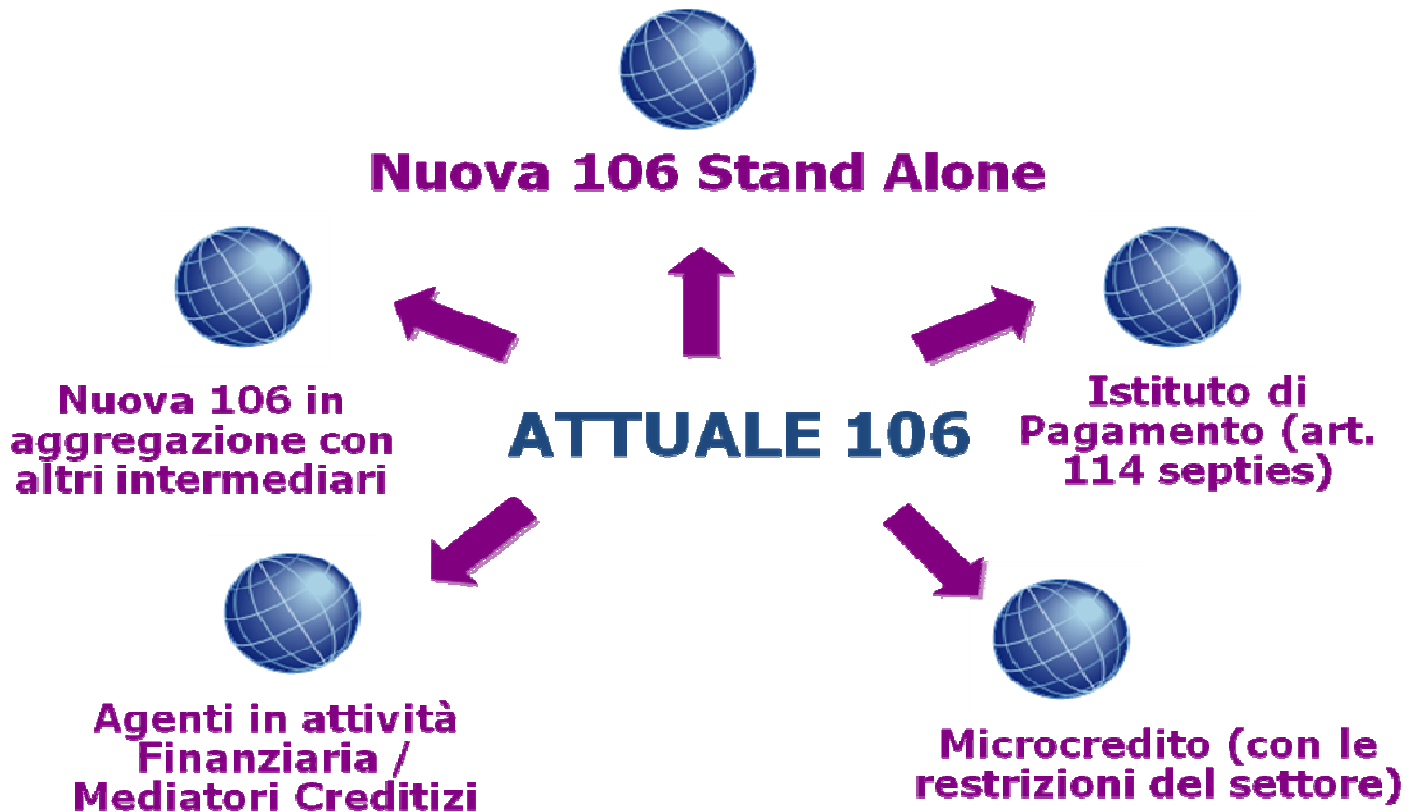 Nuova 106 Stand Alone
Nuova 106 in
aggregazione con
altri intermediari
ATTUALE 106
Istituto di
Pagamento (art.
114 septies)
Agenti in attività
Finanziaria /
Mediatori Creditizi
Microcredito (con le
restrizioni del settore)